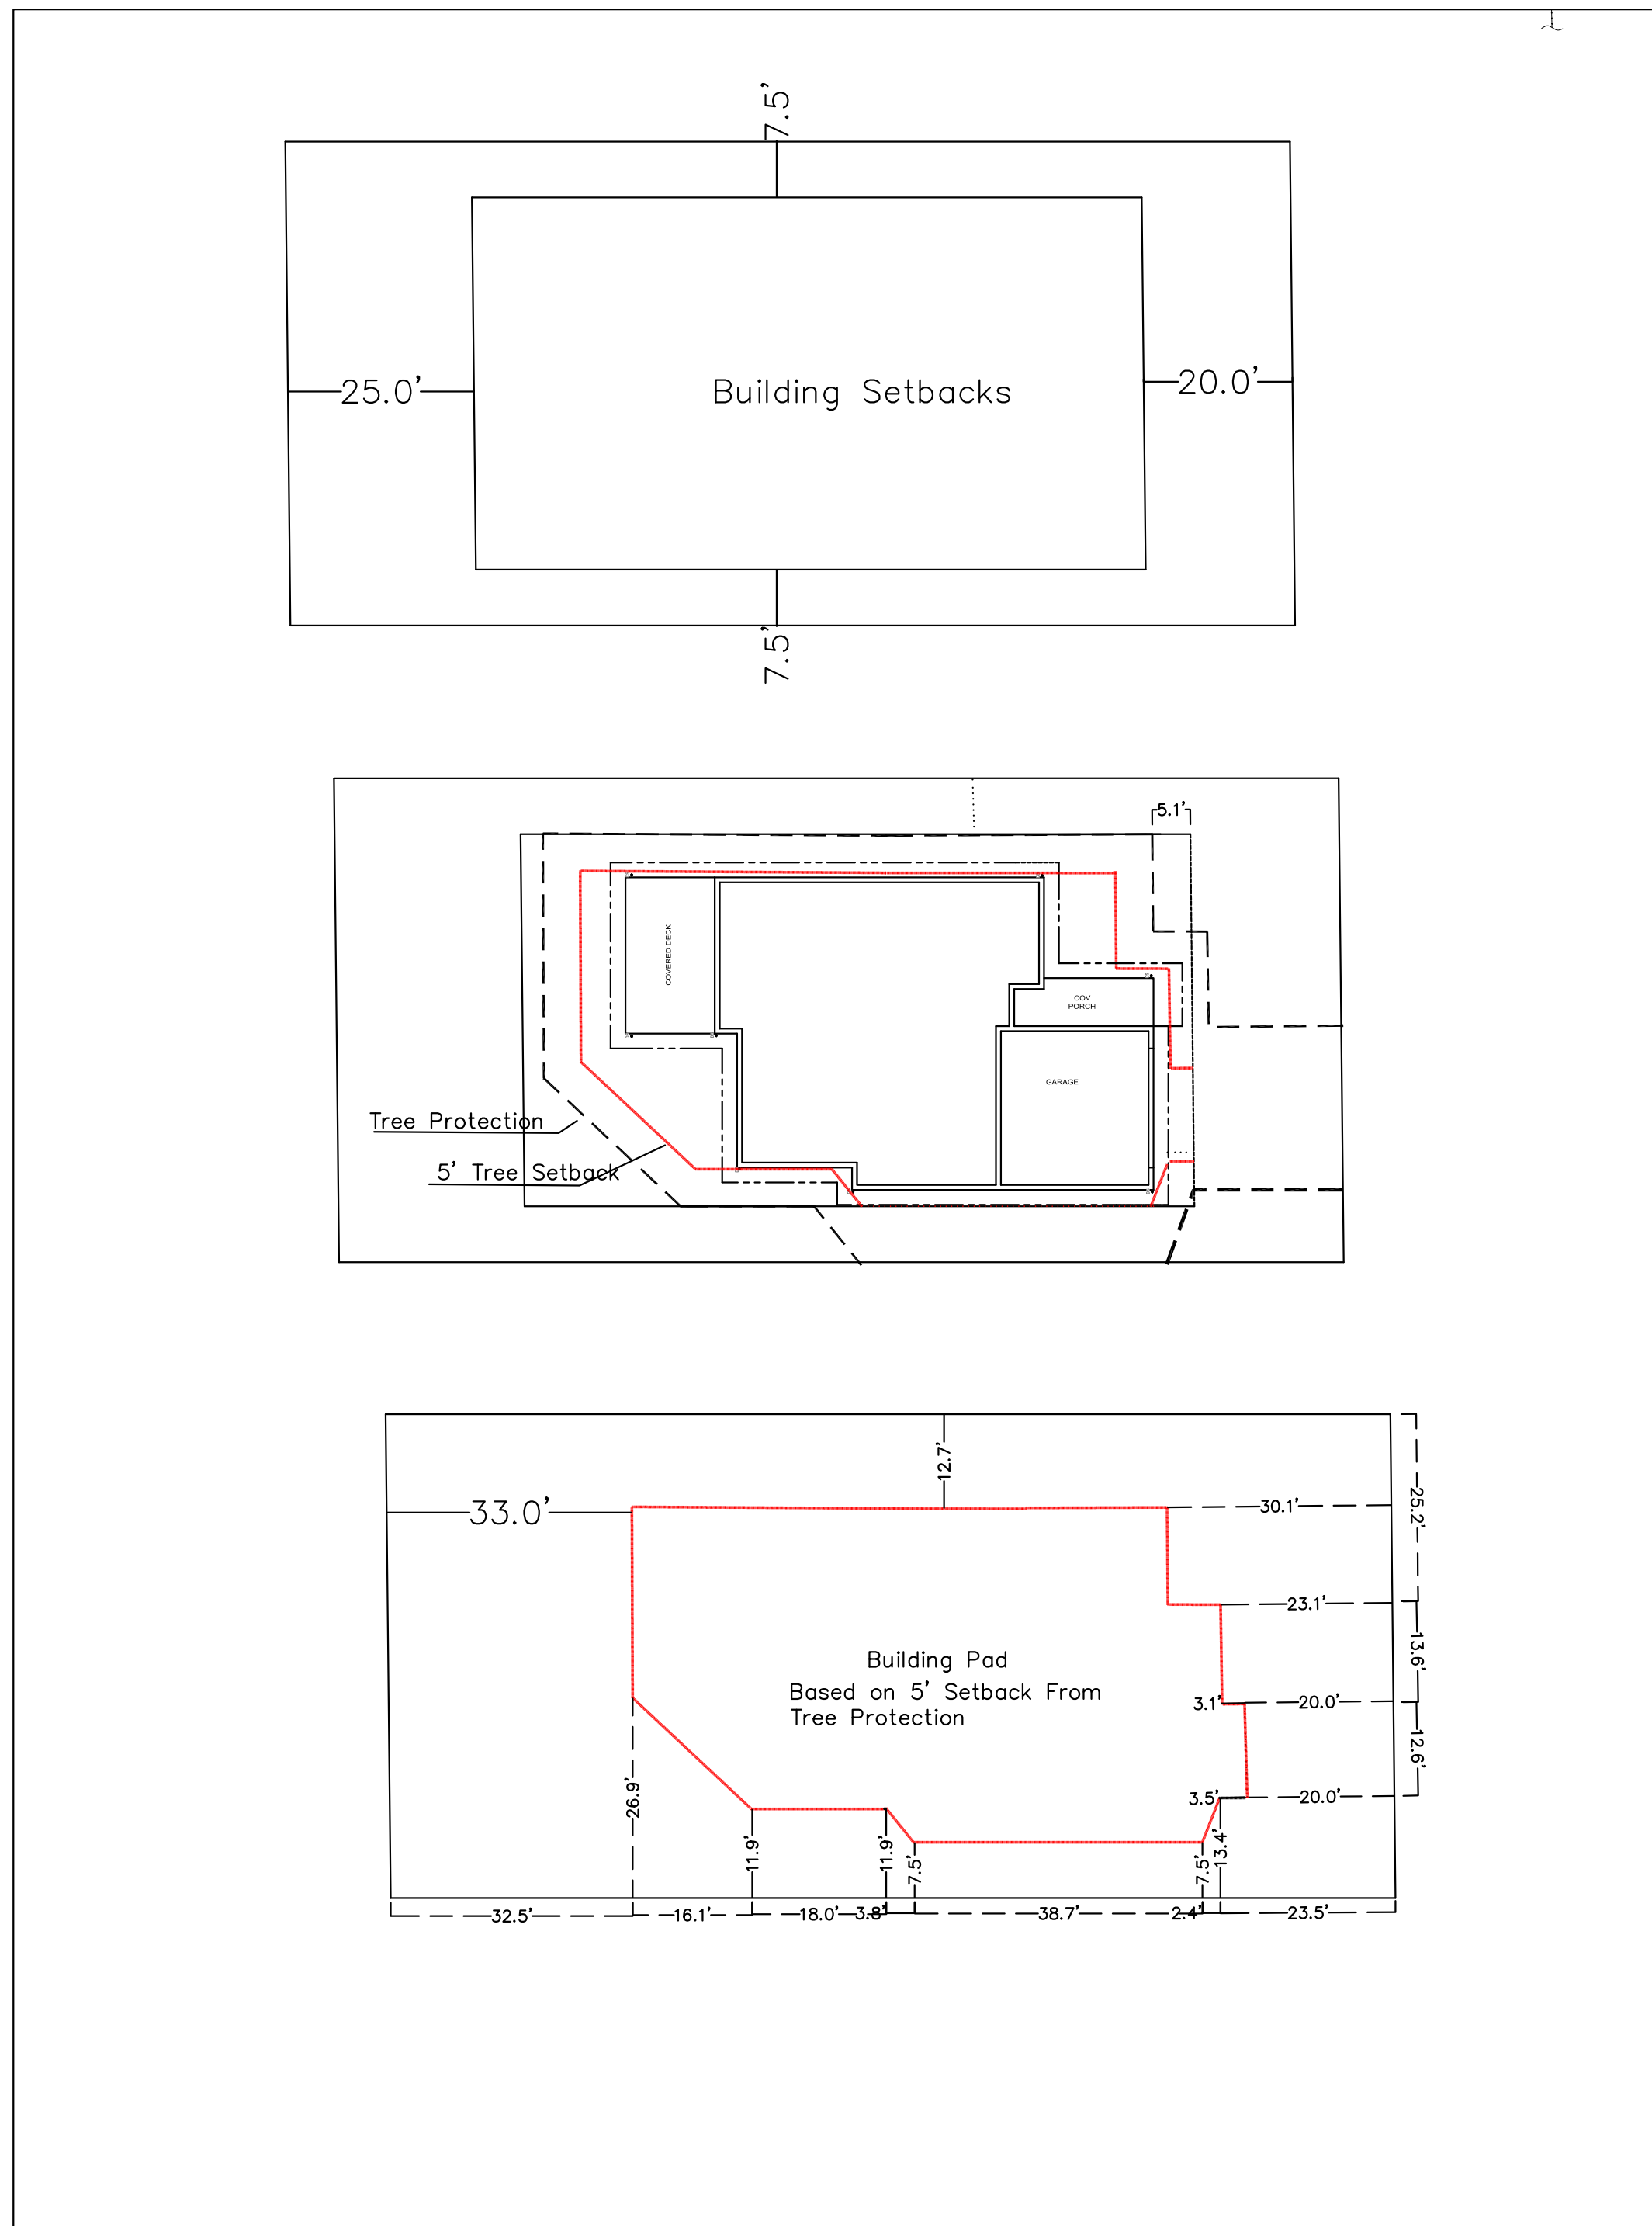 7.5'
25.0'
Building Setbacks
20.0'
7.5'
5.1'
COVERED DECK
COV.
PORCH
GARAGE
Tree Protection
5' Tree Setback
12.7'
33.0'
30.1'
25.2'
23.1'
13.6'
Building Pad
Based on 5' Setback From
Tree Protection
3.1'
20.0'
12.6'
3.5'
20.0'
26.9'
11.9'
11.9'
7.5'
7.5'
13.4'
32.5'
16.1'
18.0'
3.8'
38.7'
2.4'
23.5'